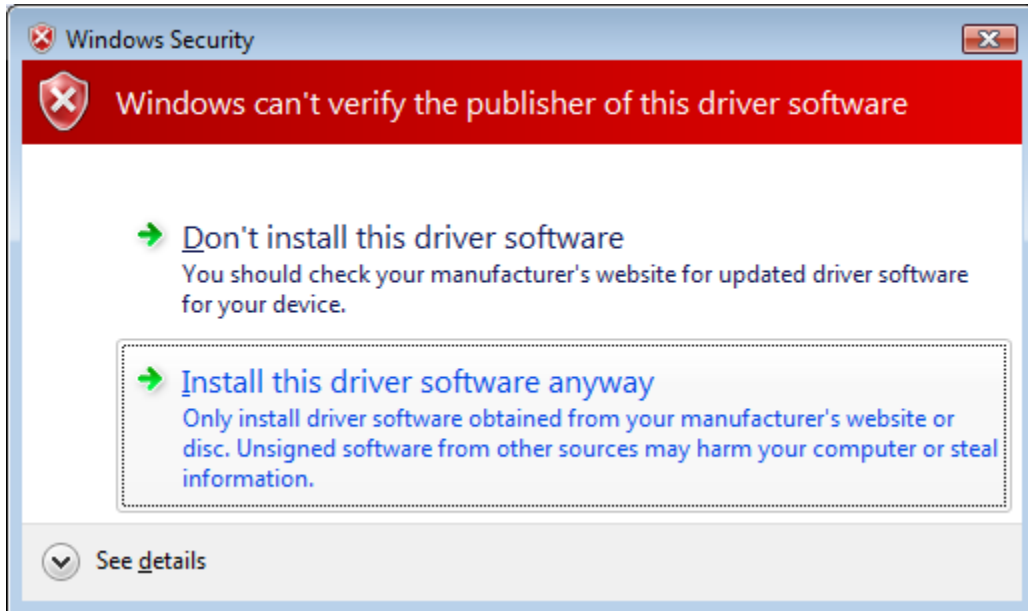 Windows Security
Windows can't verify the publisher of this driver software
Don't install this driver software
You should check your manufacturer's website for updated driver software
for your device.
Install this driver software anyway
Only install driver software obtained from your manufacturer's website or
disc. Unsigned software from other sources may harm your computer or steal
information.
See details